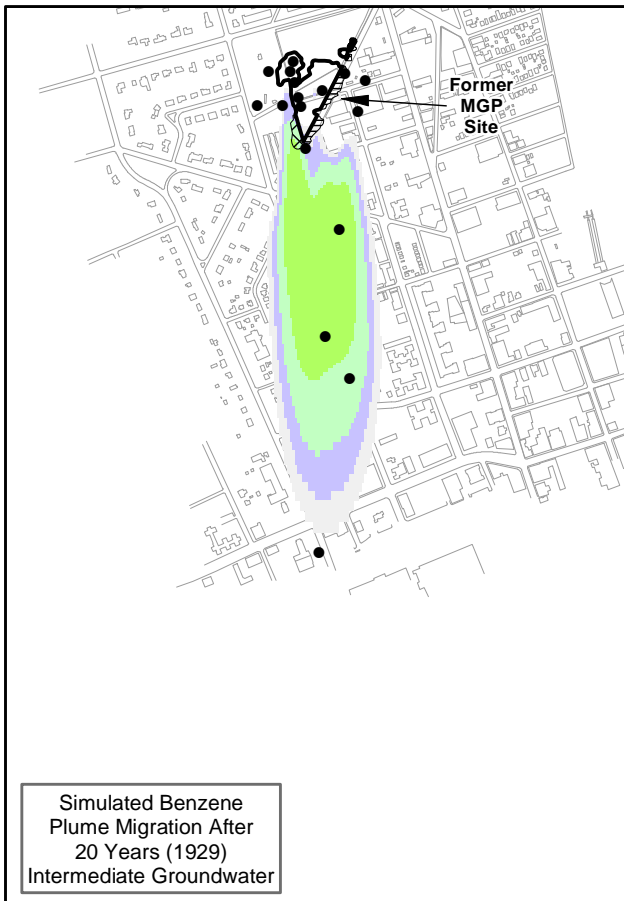 Former
MGP
Site
Simulated Benzene
Plume Migration After
20 Years (1929)
Intermediate Groundwater